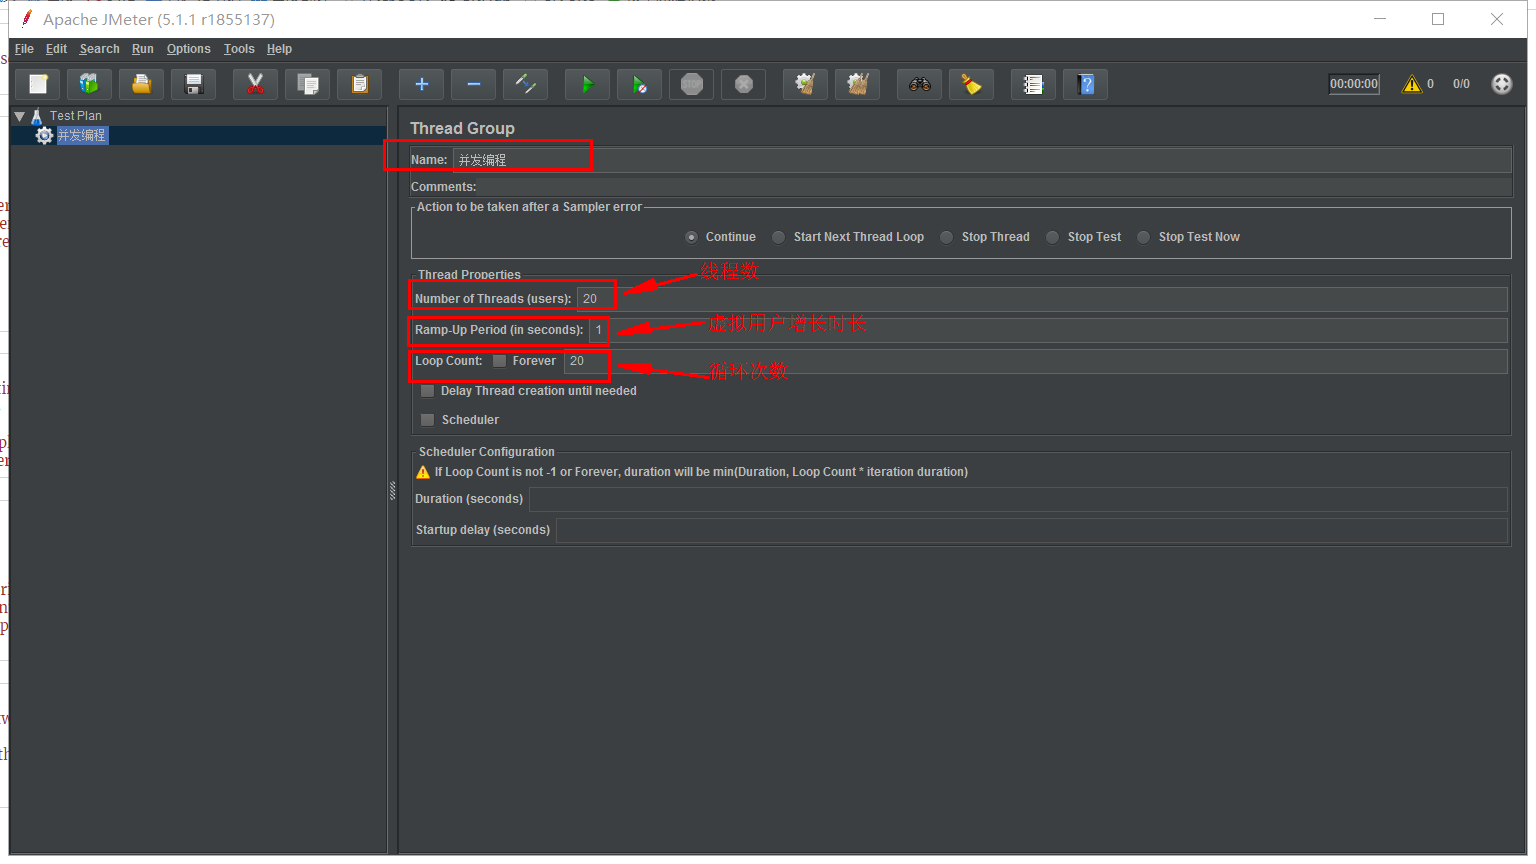 Apache JMeter (5.1.1 r1855137)
File Edit Search Run Options Tools Help
STOP
00:00:00 0 0/0
Test Plan
并发编程
Thread Group
Name: 并发编程
Comments:
Action to be taken after a Sampler error
Continue Start Next Thread Loop Stop Thread Stop Test Stop Test Now
Thread Properties
线程数
Number of Threads (users): 20
虚拟用户增长时长
Ramp-Up Period (in seconds): 1
Loop Count: Forever 20
循环次数
Delay Thread creation until needed
Scheduler
Scheduler Configuration
If Loop Count is not -1 or Forever, duration will be min(Duration, Loop Count * iteration duration)
Duration (seconds)
Startup delay (seconds)